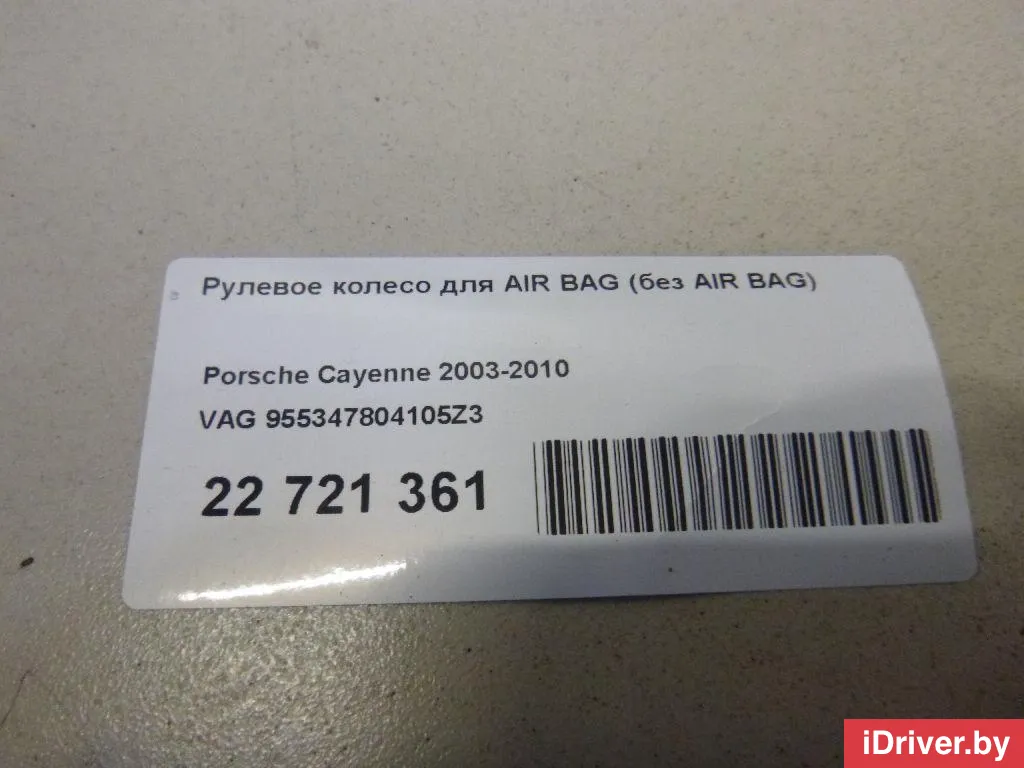 Рулевое колесо для AIR BAG (без AIR BAG)
Porsche Cayenne 2003-2010
VAG 955347804105Z3
22 721 361
iDriver.by